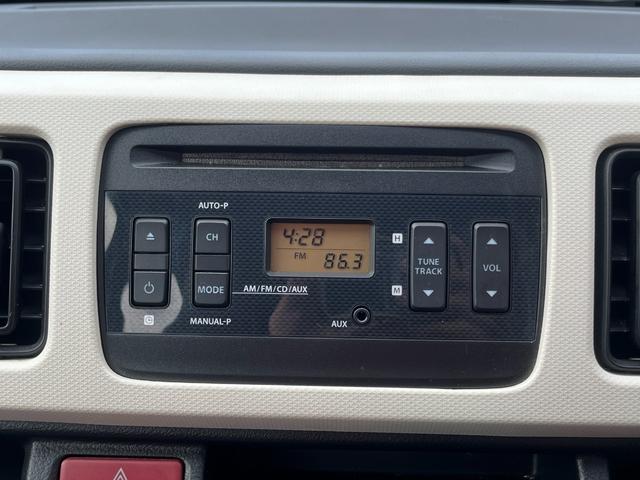 AUTO-P
CH
MODE
MANUAL-P
AM/FM/CD/AUX
4:28
FM
86.3
AUX
H
M
TUNE
TRACK
VOL
C